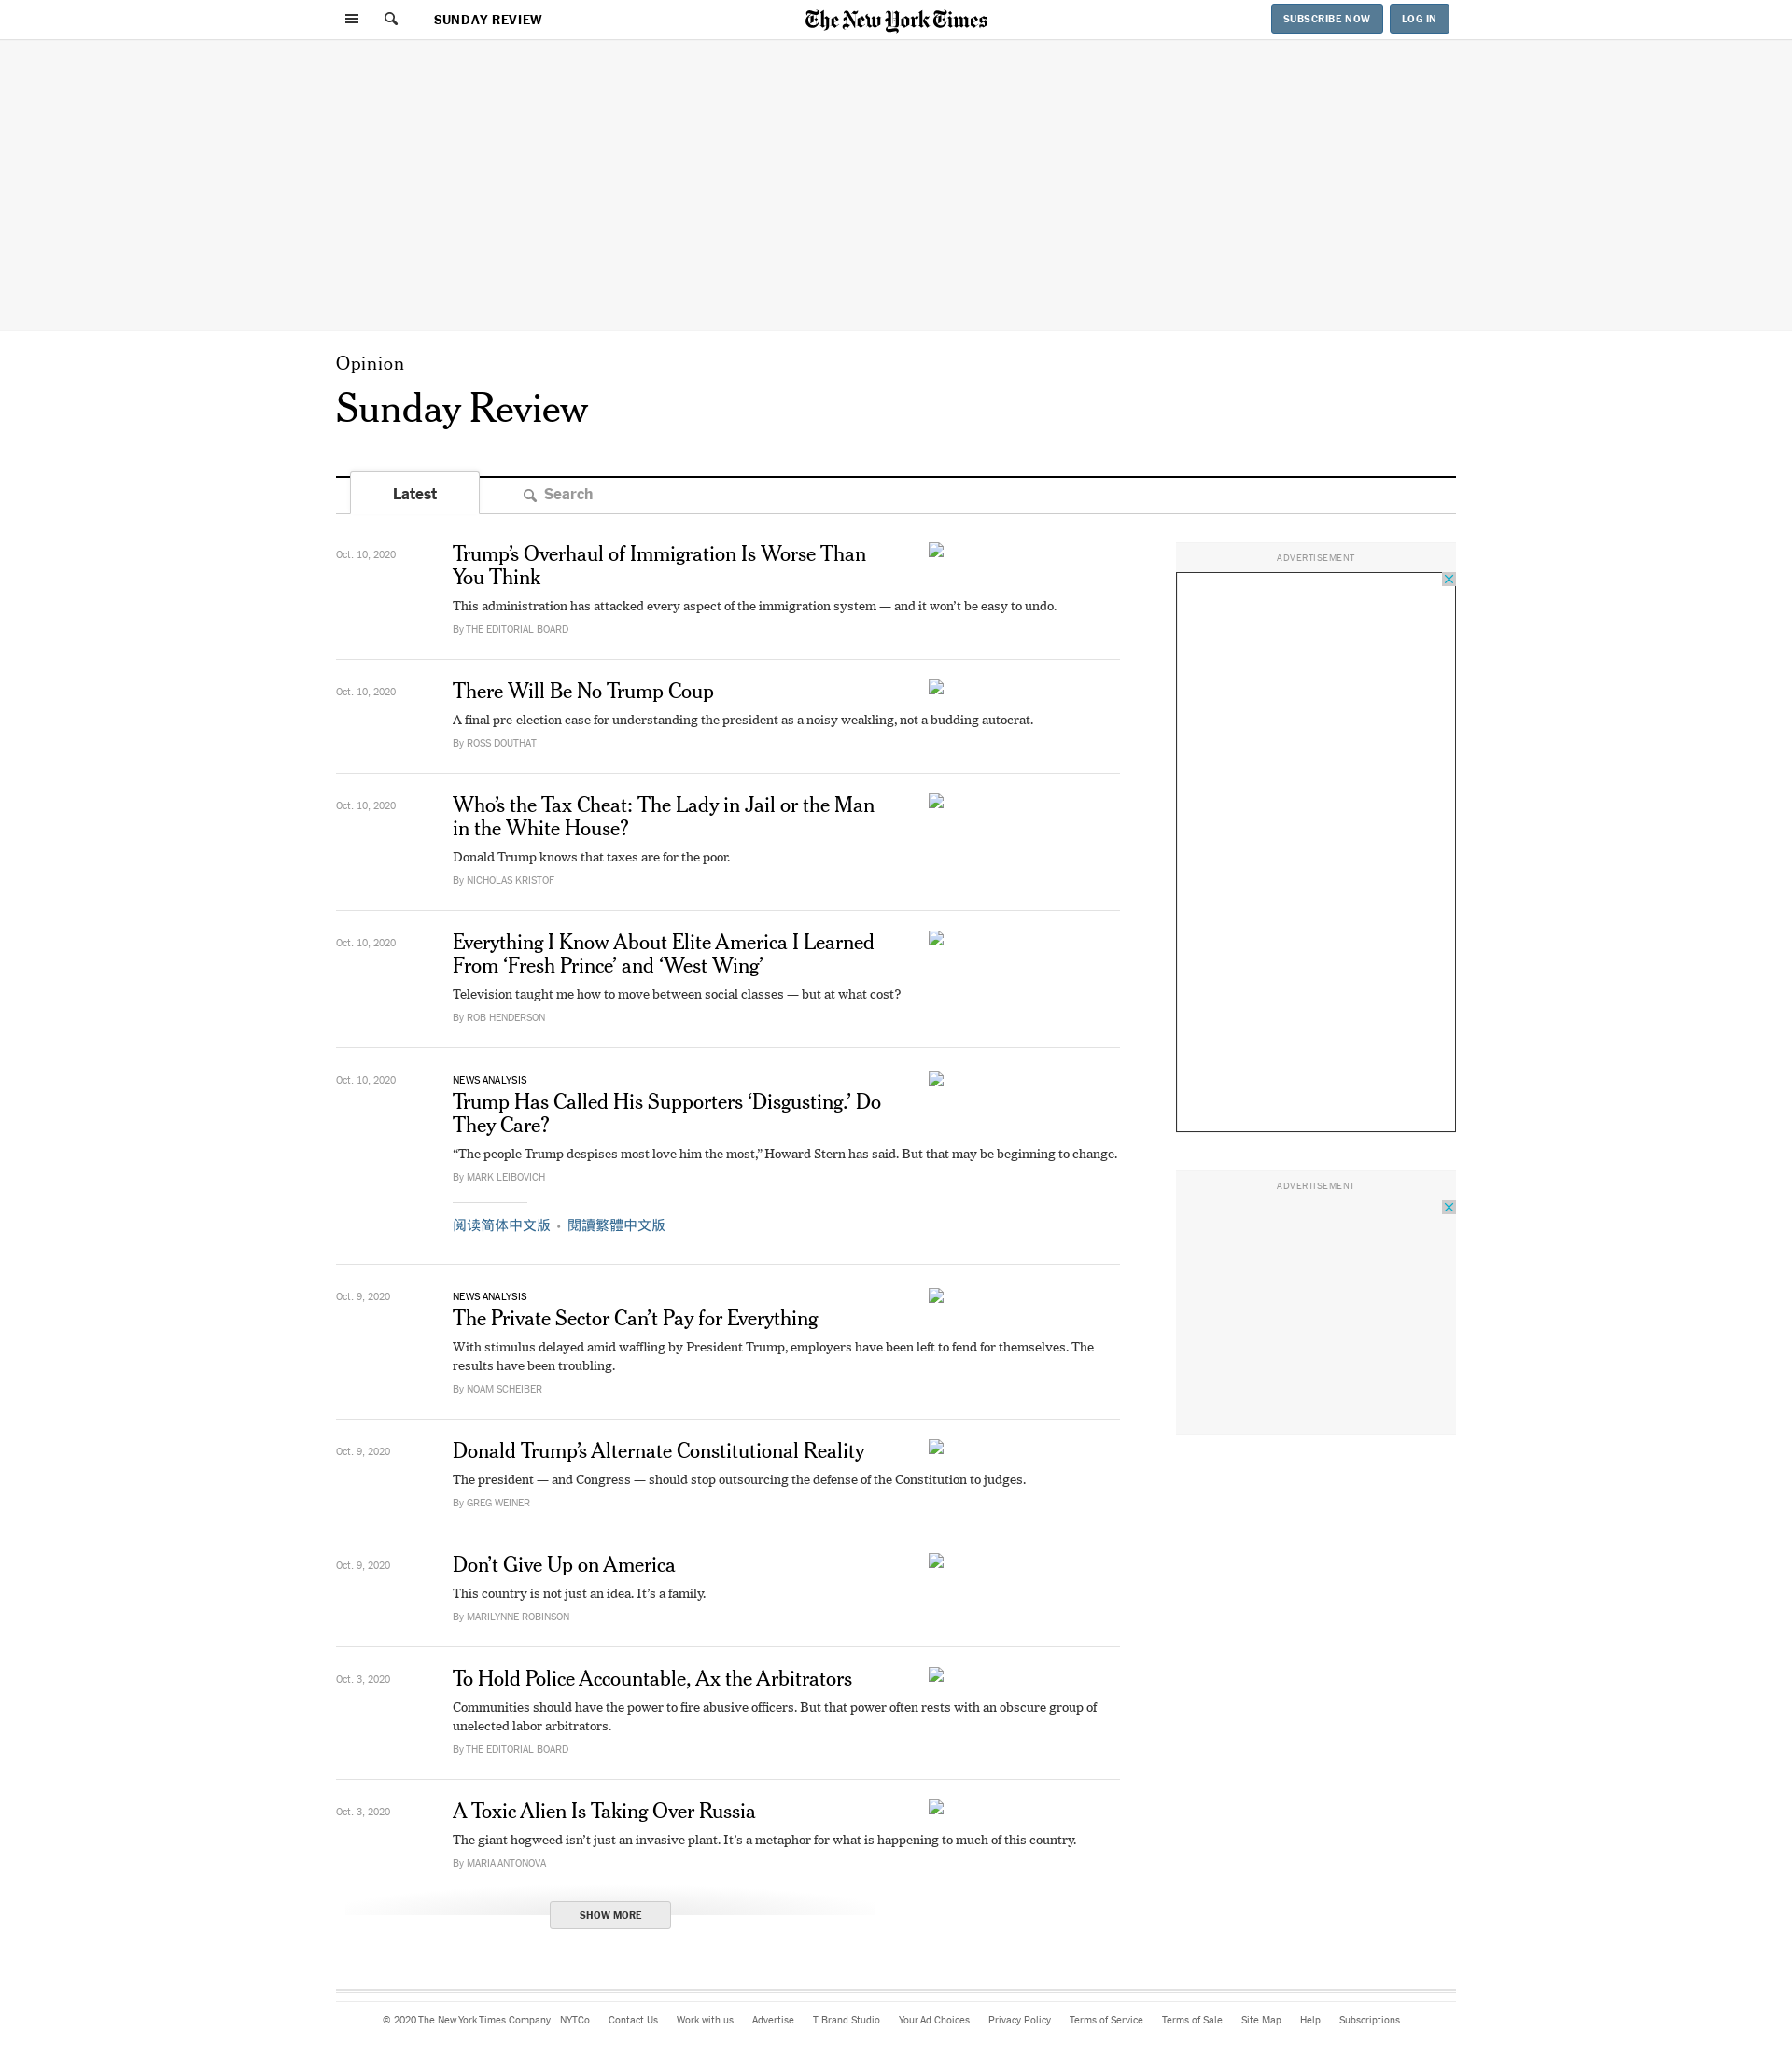 SUNDAY REVIEW
The New York Times
SUBSCRIBE NOW
LOG IN
Opinion
Sunday Review
Latest
Search
Oct. 10, 2020
Trump’s Overhaul of Immigration Is Worse Than
You Think
This administration has attacked every aspect of the immigration system — and it won’t be easy to undo.
By THE EDITORIAL BOARD
Oct. 10, 2020
There Will Be No Trump Coup
A final pre-election case for understanding the president as a noisy weakling, not a budding autocrat.
By ROSS DOUTHAT
Oct. 10, 2020
Who’s the Tax Cheat: The Lady in Jail or the Man
in the White House?
Donald Trump knows that taxes are for the poor.
By NICHOLAS KRISTOF
Oct. 10, 2020
Everything I Know About Elite America I Learned
From ‘Fresh Prince’ and ‘West Wing’
Television taught me how to move between social classes — but at what cost?
By ROB HENDERSON
Oct. 10, 2020
NEWS ANALYSIS
Trump Has Called His Supporters ‘Disgusting.’ Do
They Care?
“The people Trump despises most love him the most,” Howard Stern has said. But that may be beginning to change.
By MARK LEIBOVICH
阅读简体中文版 • 閱讀繁體中文版
Oct. 9, 2020
NEWS ANALYSIS
The Private Sector Can’t Pay for Everything
With stimulus delayed amid waffling by President Trump, employers have been left to fend for themselves. The
results have been troubling.
By NOAM SCHEIBER
Oct. 9, 2020
Donald Trump’s Alternate Constitutional Reality
The president — and Congress — should stop outsourcing the defense of the Constitution to judges.
By GREG WEINER
Oct. 9, 2020
Don’t Give Up on America
This country is not just an idea. It’s a family.
By MARILYNNE ROBINSON
Oct. 3, 2020
To Hold Police Accountable, Ax the Arbitrators
Communities should have the power to fire abusive officers. But that power often rests with an obscure group of
unelected labor arbitrators.
By THE EDITORIAL BOARD
Oct. 3, 2020
A Toxic Alien Is Taking Over Russia
The giant hogweed isn’t just an invasive plant. It’s a metaphor for what is happening to much of this country.
By MARIA ANTONOVA
SHOW MORE
ADVERTISEMENT
ADVERTISEMENT
© 2020 The New York Times Company NYTCo Contact Us Work with us Advertise T Brand Studio Your Ad Choices Privacy Policy Terms of Service Terms of Sale Site Map Help Subscriptions